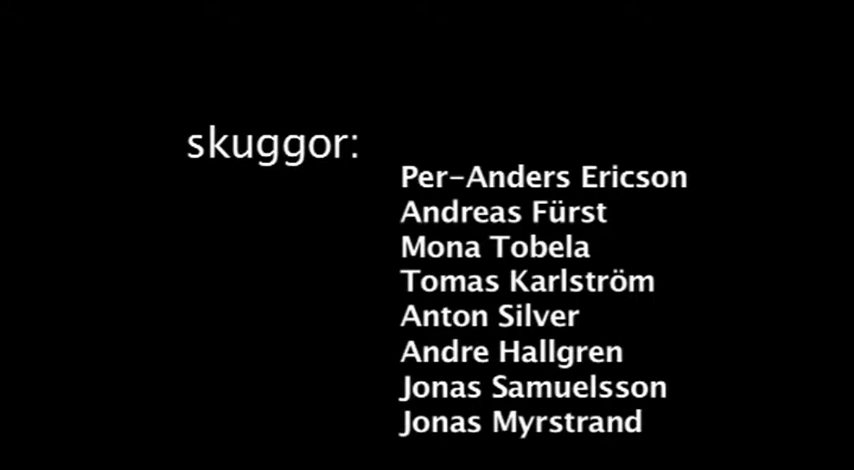 skuggor:
Per-Anders Ericson
Andreas Fürst
Mona Tobela
Tomas Karlström
Anton Silver
Andre Hallgren
Jonas Samuelsson
Jonas Myrstrand